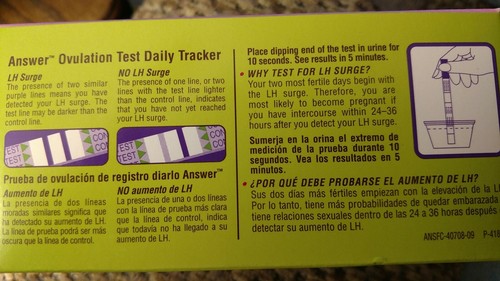 Answer™ Ovulation Test Daily Tracker
LH Surge
The presence of two similar
purple lines means you have
detected your LH surge. The
test line may be darker than the
control line.
NO LH Surge
The presence of one line, or two
lines with the test line lighter
than the control line, indicates
that you have not yet reached
your LH surge.
TEST CON
TEST CO
TEST CON
TEST CO
Prueba de ovulación de registro diarlo Answer™
Aumento de LH
La presencia de dos líneas
moradas similares significa que
ha detectado su aumento de LH.
La línea de prueba podrá ser más
oscura que la línea de control.
NO aumento de LH
La presencia de una o dos líneas
con la línea de prueba más clara
que la línea de control, indica
que todavía no ha llegado a su
aumento de LH.
Place dipping end of the test in urine for
10 seconds. See results in 5 minutes.
• WHY TEST FOR LH SURGE?
Your two most fertile days begin with
the LH surge. Therefore, you are
most likely to become pregnant if
you have intercourse within 24–36
hours after you detect your LH surge.
Sumerja en la orina el extremo de
medición de la prueba durante 10
segundos. Vea los resultados en 5
minutos.
• ¿POR QUÉ DEBE PROBARSE EL AUMENTO DE LH?
Sus dos días más fértiles empiezan con la elevación de la L
Por lo tanto, tiene más probabilidades de quedar embarazada
tiene relaciones sexuales dentro de las 24 a 36 horas después
detectar su aumento de LH.
ANSFC-40708-09 P-418